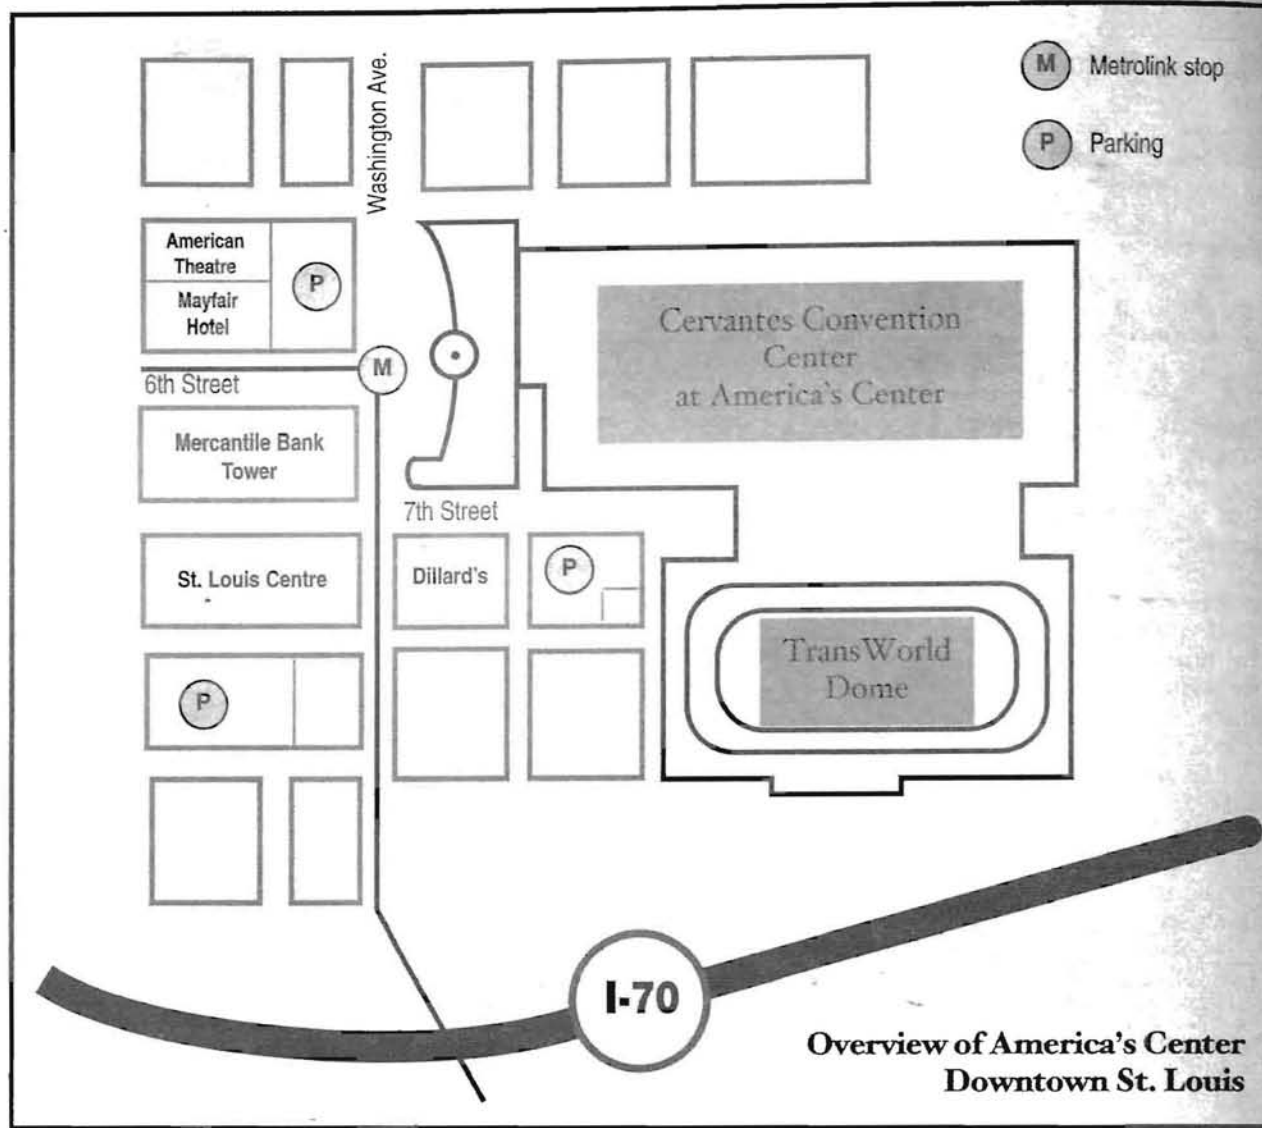 Washington Ave.
M Metrolink stop
P Parking
American
Theatre
Mayfair
Hotel
P
Cervantes Convention
Center
at America's Center
M
6th Street
Mercantile Bank
Tower
7th Street
St. Louis Centre
Dillard's
P
TransWorld
Dome
P
I-70
Overview of America's Center
Downtown St. Louis